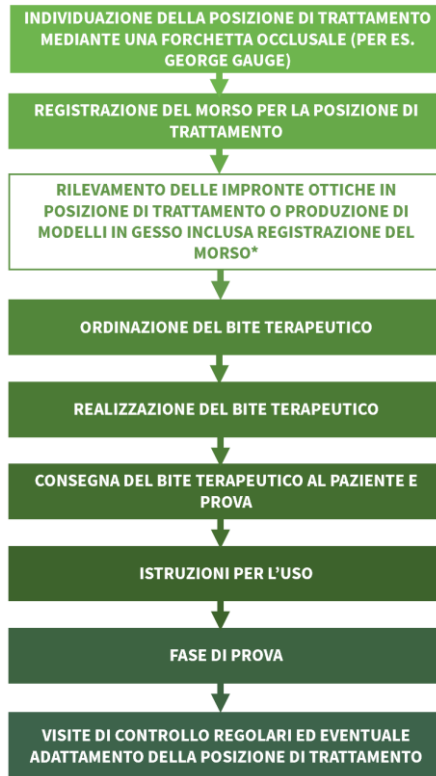 INDIVIDUAZIONE DELLA POSIZIONE DI TRATTAMENTO
MEDIANTE UNA FORCHETTA OCCLUSALE (PER ES.
GEORGE GAUGE)
REGISTRAZIONE DEL MORSO PER LA POSIZIONE DI
TRATTAMENTO
RILEVAMENTO DELLE IMPRONTE OTTICHE IN
POSIZIONE DI TRATTAMENTO O PRODUZIONE DI
MODELLI IN GESSO INCLUSA REGISTRAZIONE DEL
MORSO*
ORDINAZIONE DEL BITE TERAPEUTICO
REALIZZAZIONE DEL BITE TERAPEUTICO
CONSEGNA DEL BITE TERAPEUTICO AL PAZIENTE E
PROVA
ISTRUZIONI PER L'USO
FASE DI PROVA
VISITE DI CONTROLLO REGOLARI ED EVENTUALE
ADATTAMENTO DELLA POSIZIONE DI TRATTAMENTO